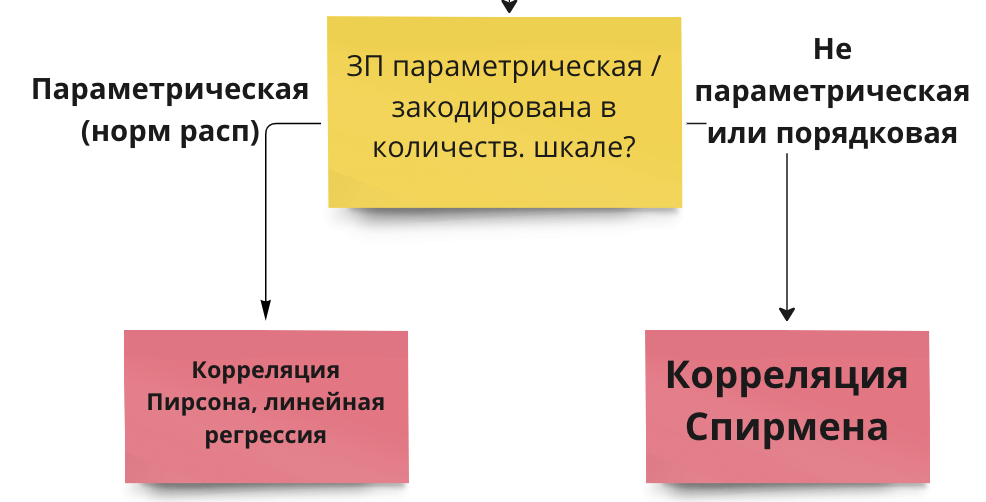 ЗП параметрическая /
закодирована в
количеств. шкале?
Параметрическая
(норм расп)
Не
параметрическая
или порядковая
Корреляция
Пирсона, линейная
регрессия
Корреляция
Спирмена